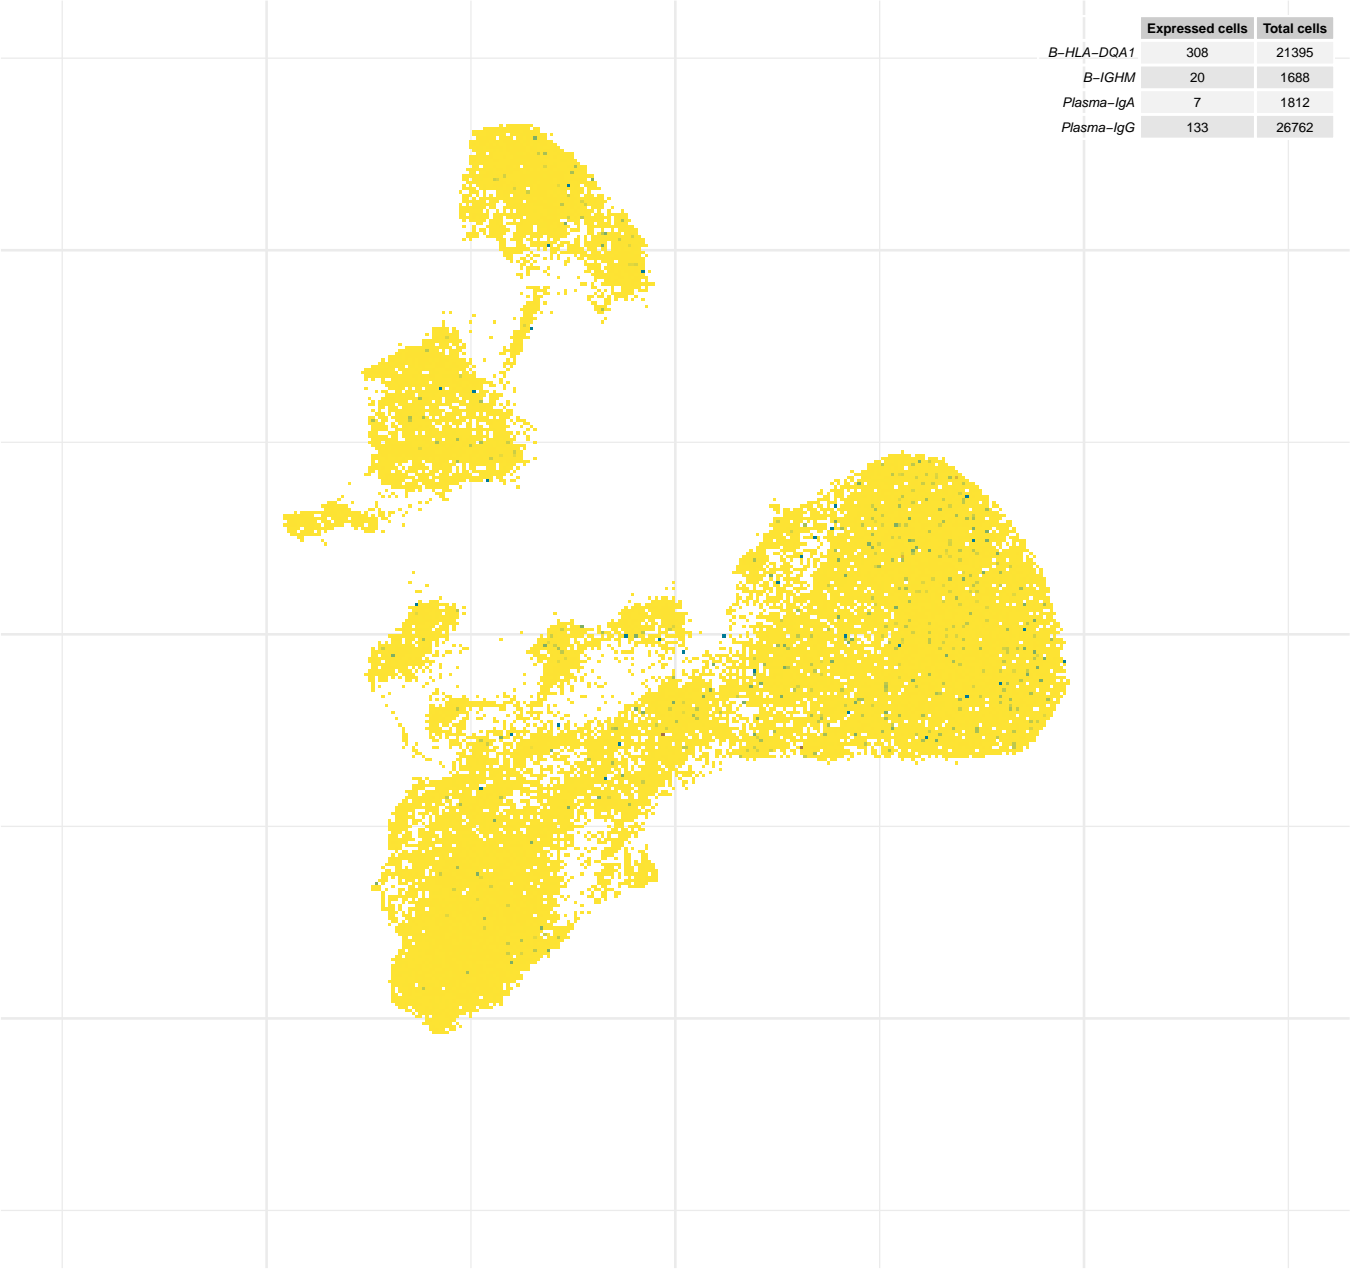 Expressed cells Total cells
B−HLA−DQA1 308 21395
B−IGHM 20 1688
Plasma−IgA 7 1812
Plasma−IgG 133 26762